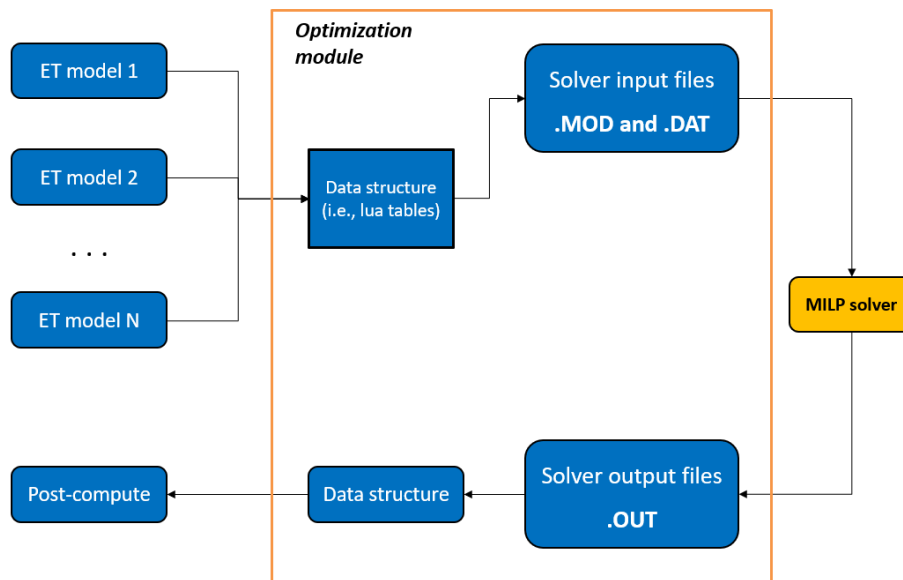 Optimization
module
ET model 1
Solver input files
.MOD and .DAT
ET model 2
Data structure
(i.e., lua tables)
. . .
ET model N
MILP solver
Post-compute
Data structure
Solver output files
.OUT